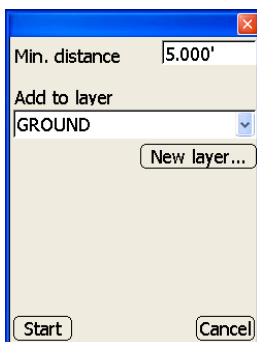 Min. distance 5.000'
Add to layer
GROUND
New layer...
Start Cancel